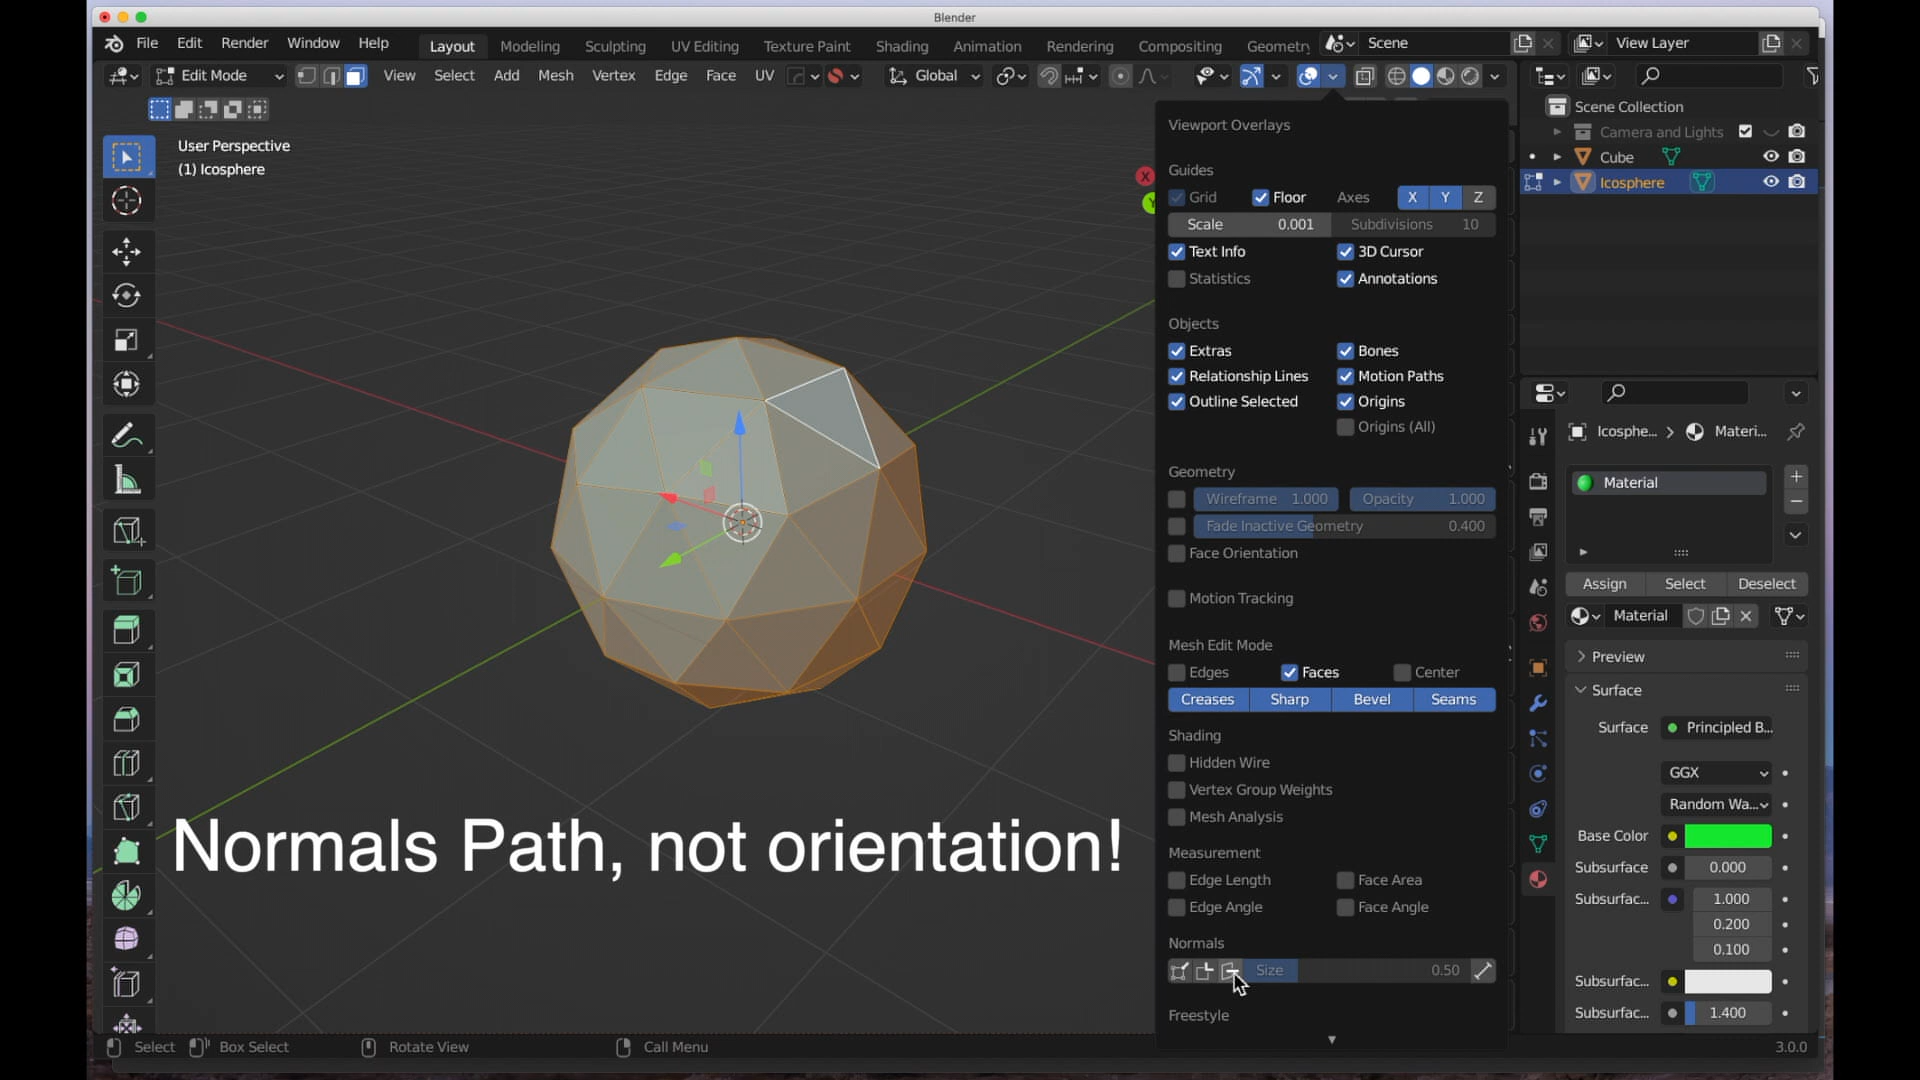 Blender
File Edit Render Window Help Layout Modeling Sculpting UV Editing Texture Paint Shading Animation Rendering Compositing Geometry Scene View Layer
Edit Mode View Select Add Mesh Vertex Edge Face UV Global
User Perspective
(1) Icosphere
X
Y
Viewport Overlays
Guides
Grid Floor Axes X Y Z
Scale 0.001 Subdivisions 10
Text Info 3D Cursor
Statistics Annotations
Objects
Extras Bones
Relationship Lines Motion Paths
Outline Selected Origins
Origins (All)
Geometry
Wireframe 1.000 Opacity 1.000
Fade Inactive Geometry 0.400
Face Orientation
Motion Tracking
Mesh Edit Mode
Edges Faces Center
Creases Sharp Bevel Seams
Shading
Hidden Wire
Vertex Group Weights
Mesh Analysis
Measurement
Edge Length Face Area
Edge Angle Face Angle
Normals
Size 0.50
Freestyle
Scene Collection
Camera and Lights
Cube
Icosphere
Icosphe... Materi...
Material
Assign Select Deselect
Material
Preview
Surface
Surface Principled B...
GGX
Random Wa...
Base Color
Subsurface 0.000
Subsurfac... 1.000
0.200
0.100
Subsurfac...
Subsurfac... 1.400
Normals Path, not orientation!
Select Box Select Rotate View Call Menu 3.0.0